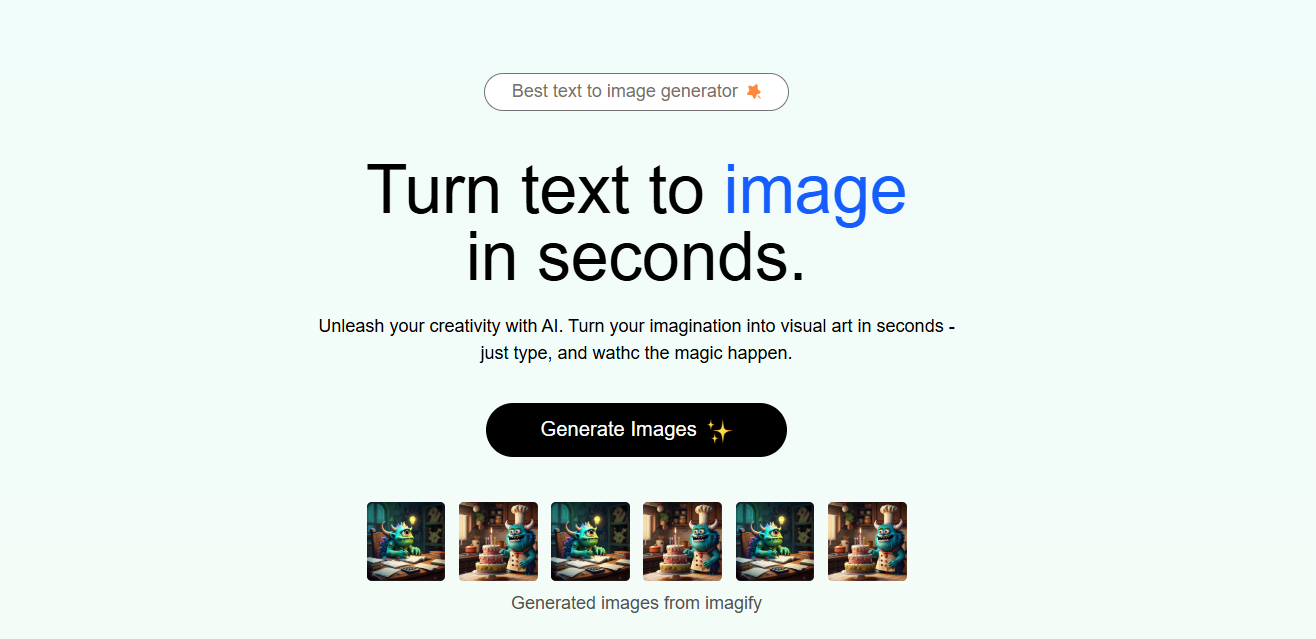 Best text to image generator
Turn text to image
in seconds.
Unleash your creativity with AI. Turn your imagination into visual art in seconds -
just type, and wathc the magic happen.
Generate Images
Generated images from imagify